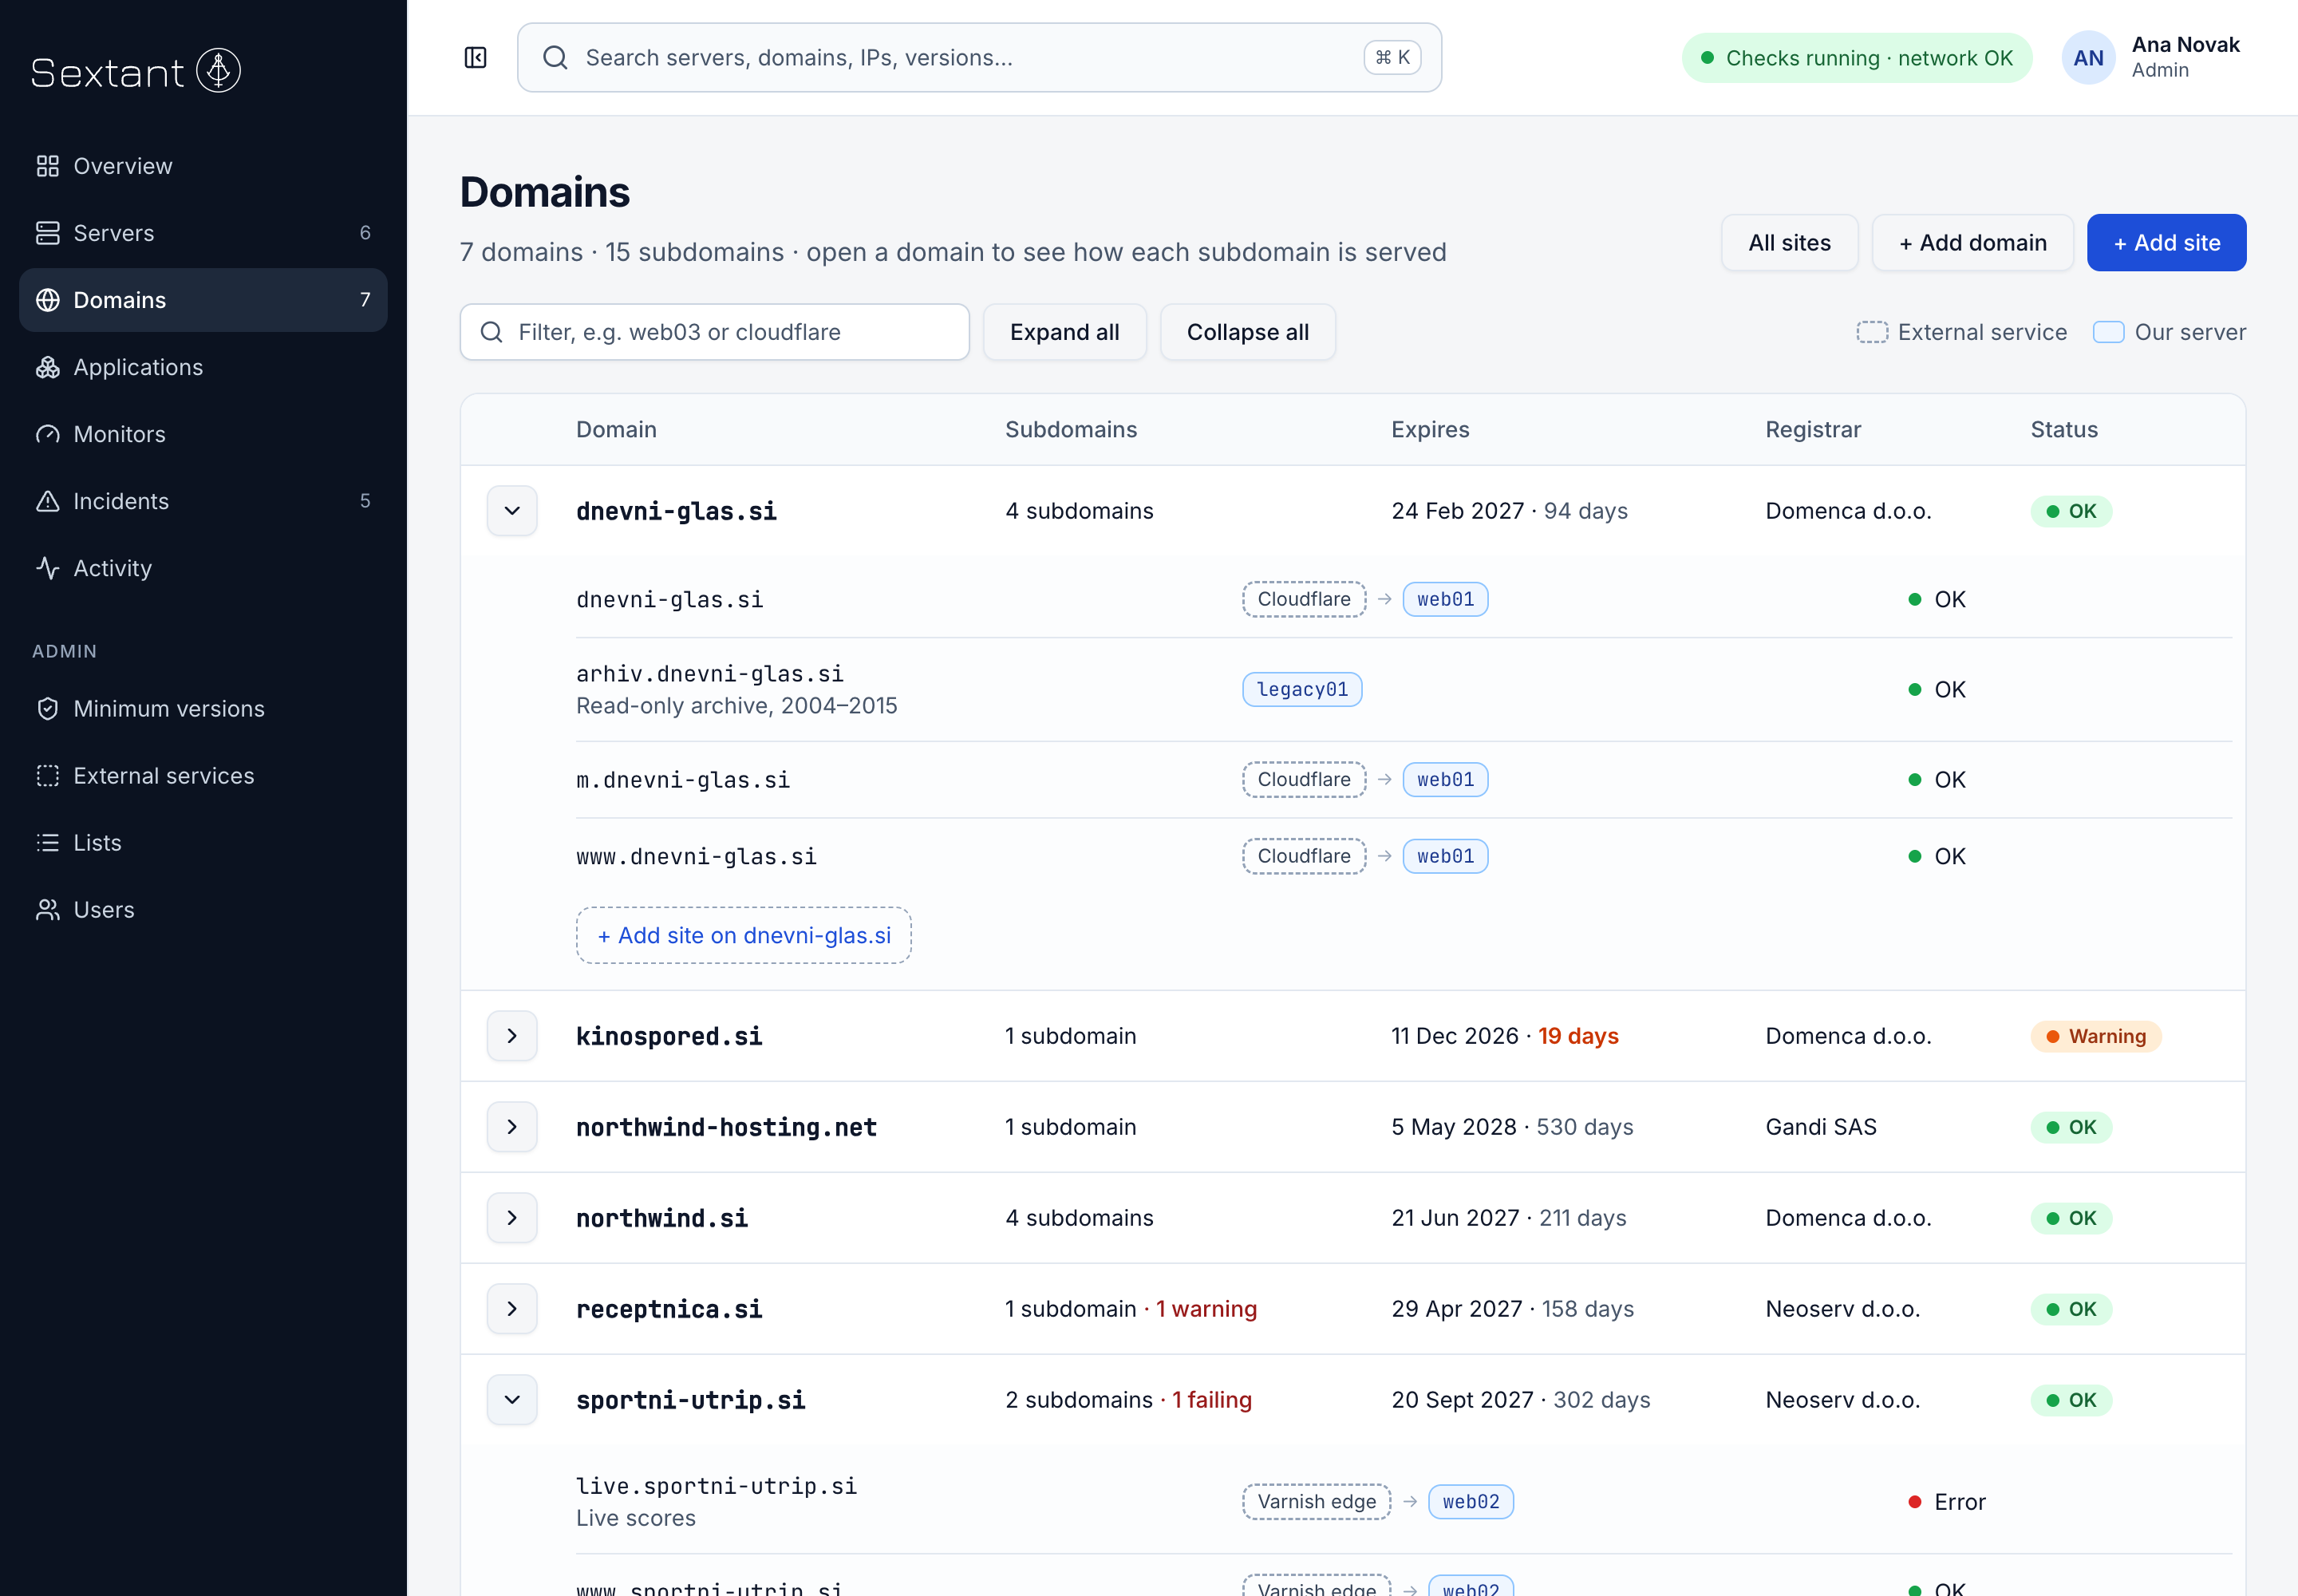 Sextant
Search servers, domains, IPs, versions...
⌘ K
Checks running · network OK
AN
Ana Novak
Admin
Overview
Servers 6
Domains 7
Applications
Monitors
Incidents 5
Activity
ADMIN
Minimum versions
External services
Lists
Users
Domains
7 domains · 15 subdomains · open a domain to see how each subdomain is served
All sites
+ Add domain
+ Add site
Filter, e.g. web03 or cloudflare
Expand all
Collapse all
External service
Our server
Domain Subdomains Expires Registrar Status
dnevni-glas.si 4 subdomains 24 Feb 2027 · 94 days Domenca d.o.o. OK
dnevni-glas.si Cloudflare → web01 OK
arhiv.dnevni-glas.si legacy01 OK
Read-only archive, 2004–2015
m.dnevni-glas.si Cloudflare → web01 OK
www.dnevni-glas.si Cloudflare → web01 OK
+ Add site on dnevni-glas.si
kinospored.si 1 subdomain 11 Dec 2026 · 19 days Domenca d.o.o. Warning
northwind-hosting.net 1 subdomain 5 May 2028 · 530 days Gandi SAS OK
northwind.si 4 subdomains 21 Jun 2027 · 211 days Domenca d.o.o. OK
receptnica.si 1 subdomain · 1 warning 29 Apr 2027 · 158 days Neoserv d.o.o. OK
sportni-utrip.si 2 subdomains · 1 failing 20 Sept 2027 · 302 days Neoserv d.o.o. OK
live.sportni-utrip.si Varnish edge → web02 Error
Live scores
www.sportni-utrip.si Varnish edge → web02 OK